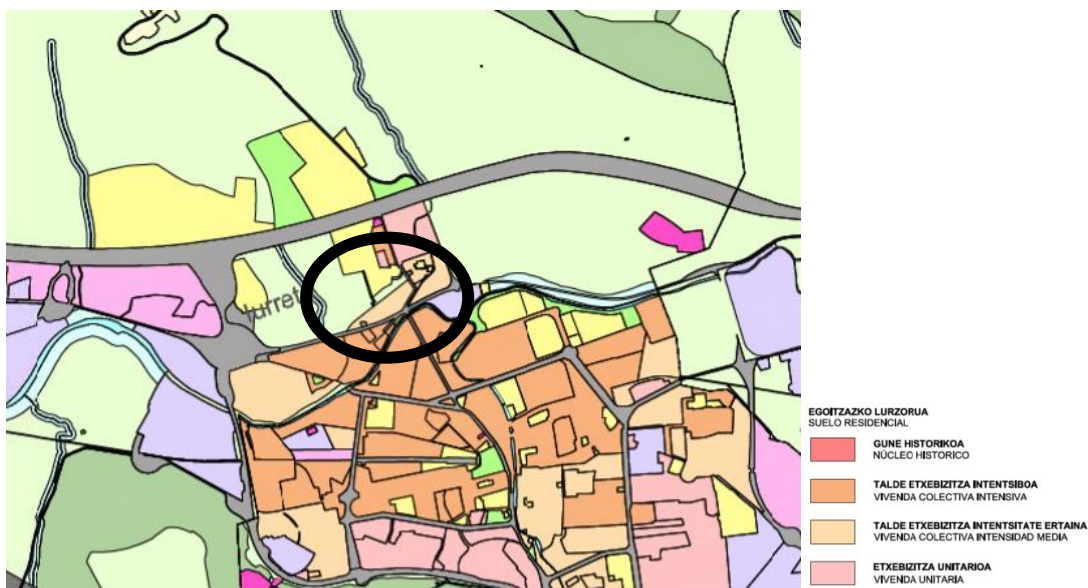 Iurret
EGOITZAZKO LURZORUA
SUELO RESIDENCIAL
GUNE HISTORIKOA
NÚCLEO HISTORICO
TALDE ETXEBIZITZA INTENTSIBOA
VIVENDA COLECTIVA INTENSIVA
TALDE ETXEBIZITZA INTENTSITATE ERTAINA
VIVENDA COLECTIVA INTENSIDAD MEDIA
ETXEBIZITZA UNITARIOA
VIVENDA UNITARIA